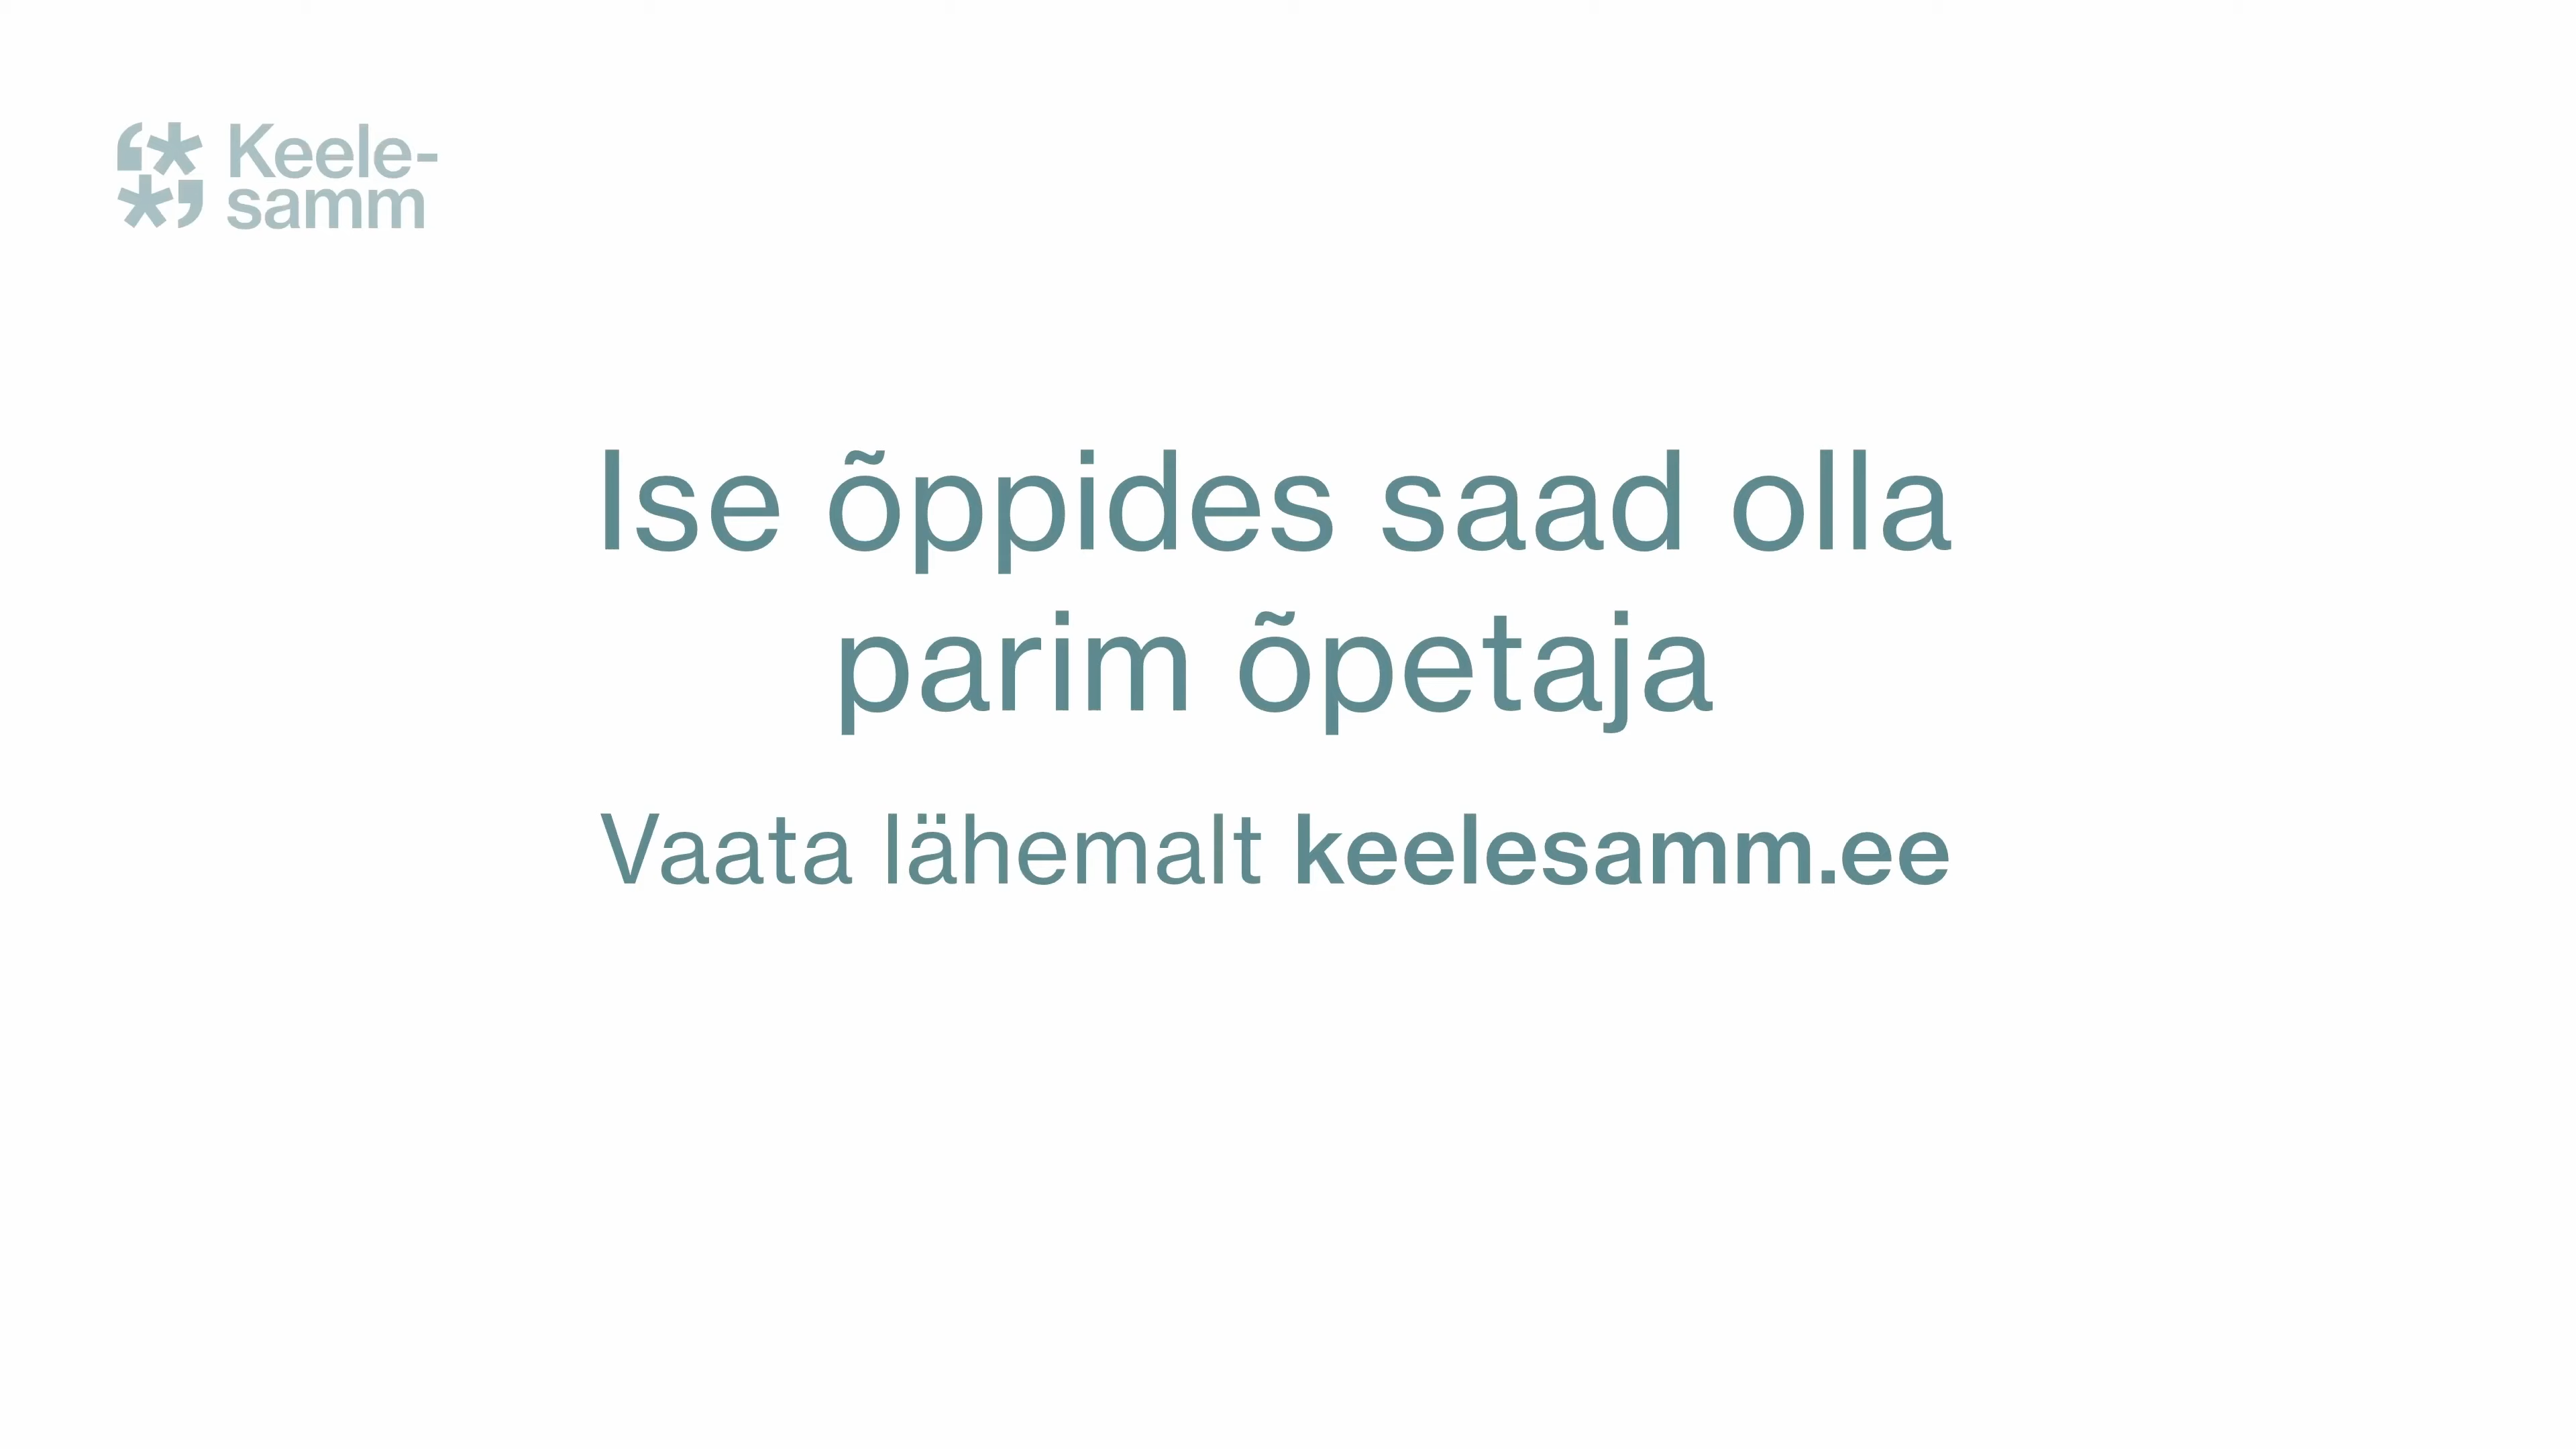 Keele-
samm
Ise õppides saad olla
parim õpetaja
Vaata lähemalt keelesamm.ee